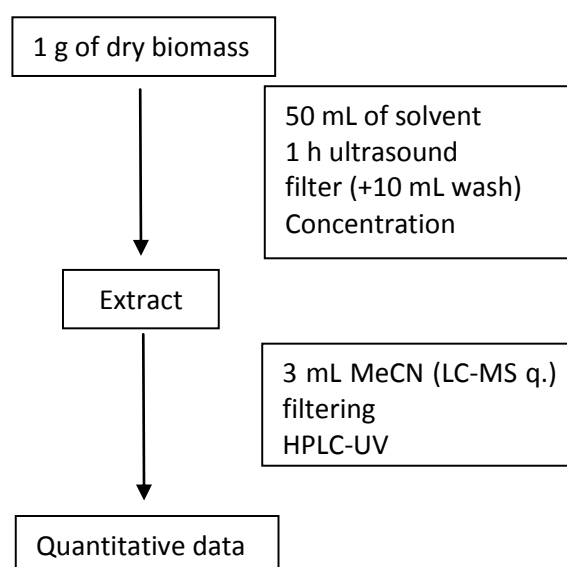 1 g of dry biomass
50 mL of solvent
1 h ultrasound
filter (+10 mL wash)
Concentration
Extract
3 mL MeCN (LC-MS q.)
filtering
HPLC-UV
Quantitative data